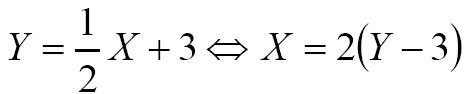 Y = 1/2 X + 3 ⇔ X = 2(Y − 3)